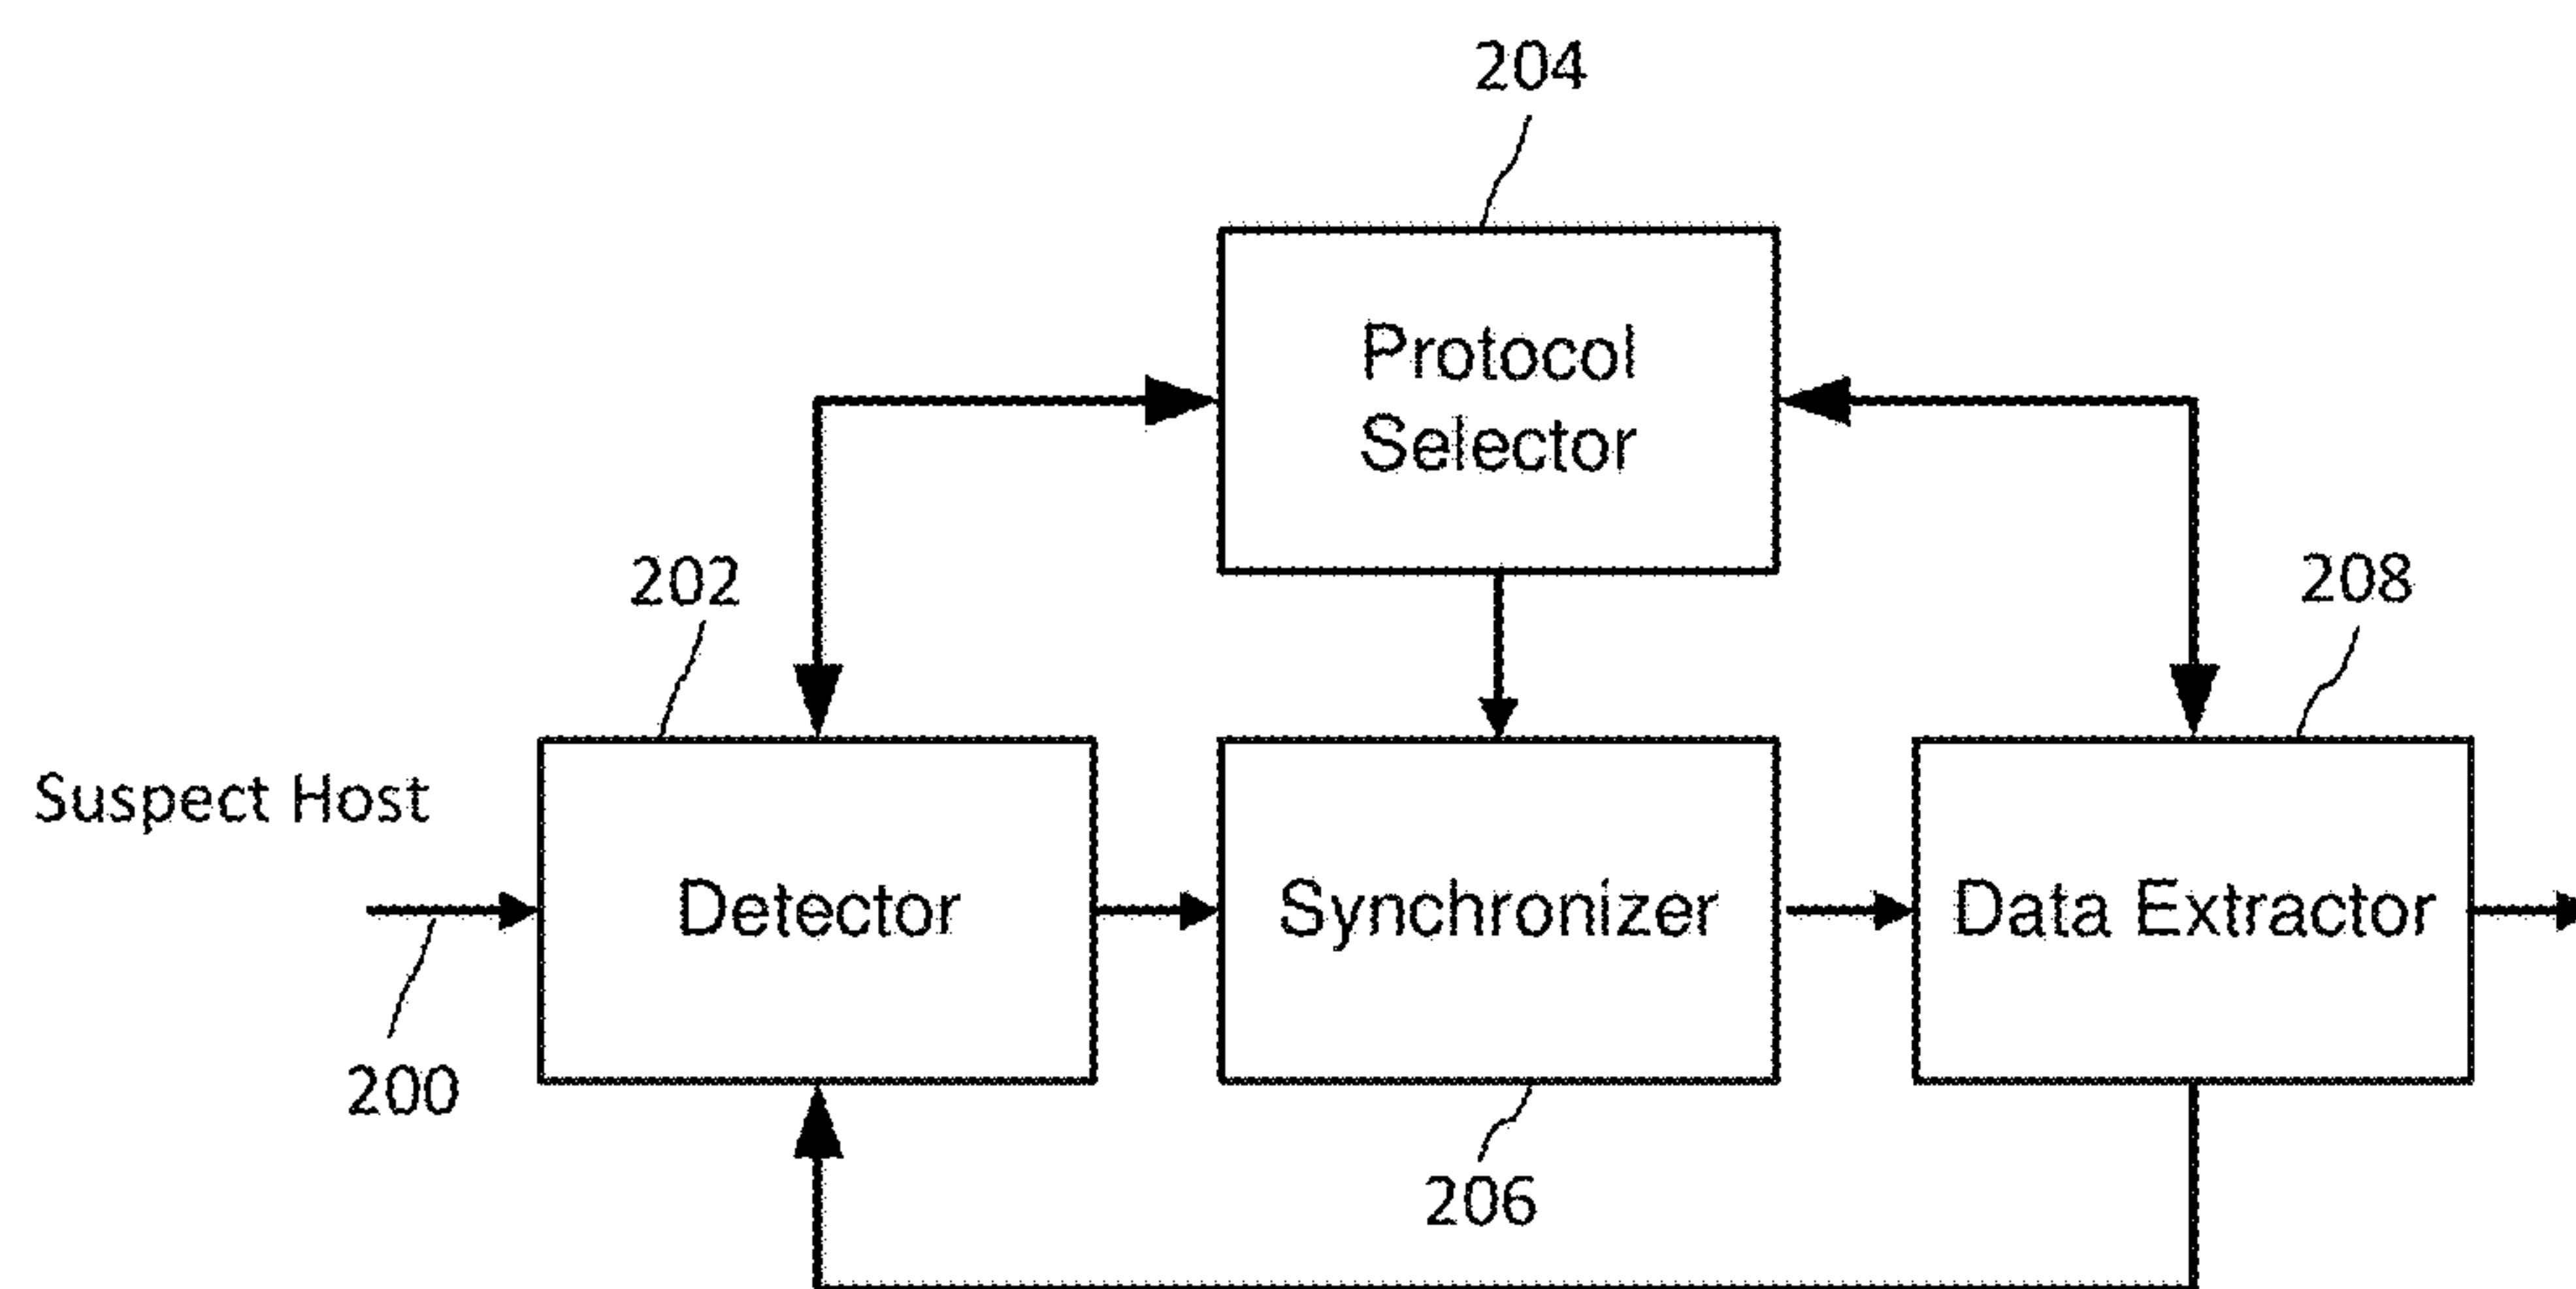 204
Protocol
Selector
202
208
Suspect Host
Detector
Synchronizer
Data Extractor
200
206